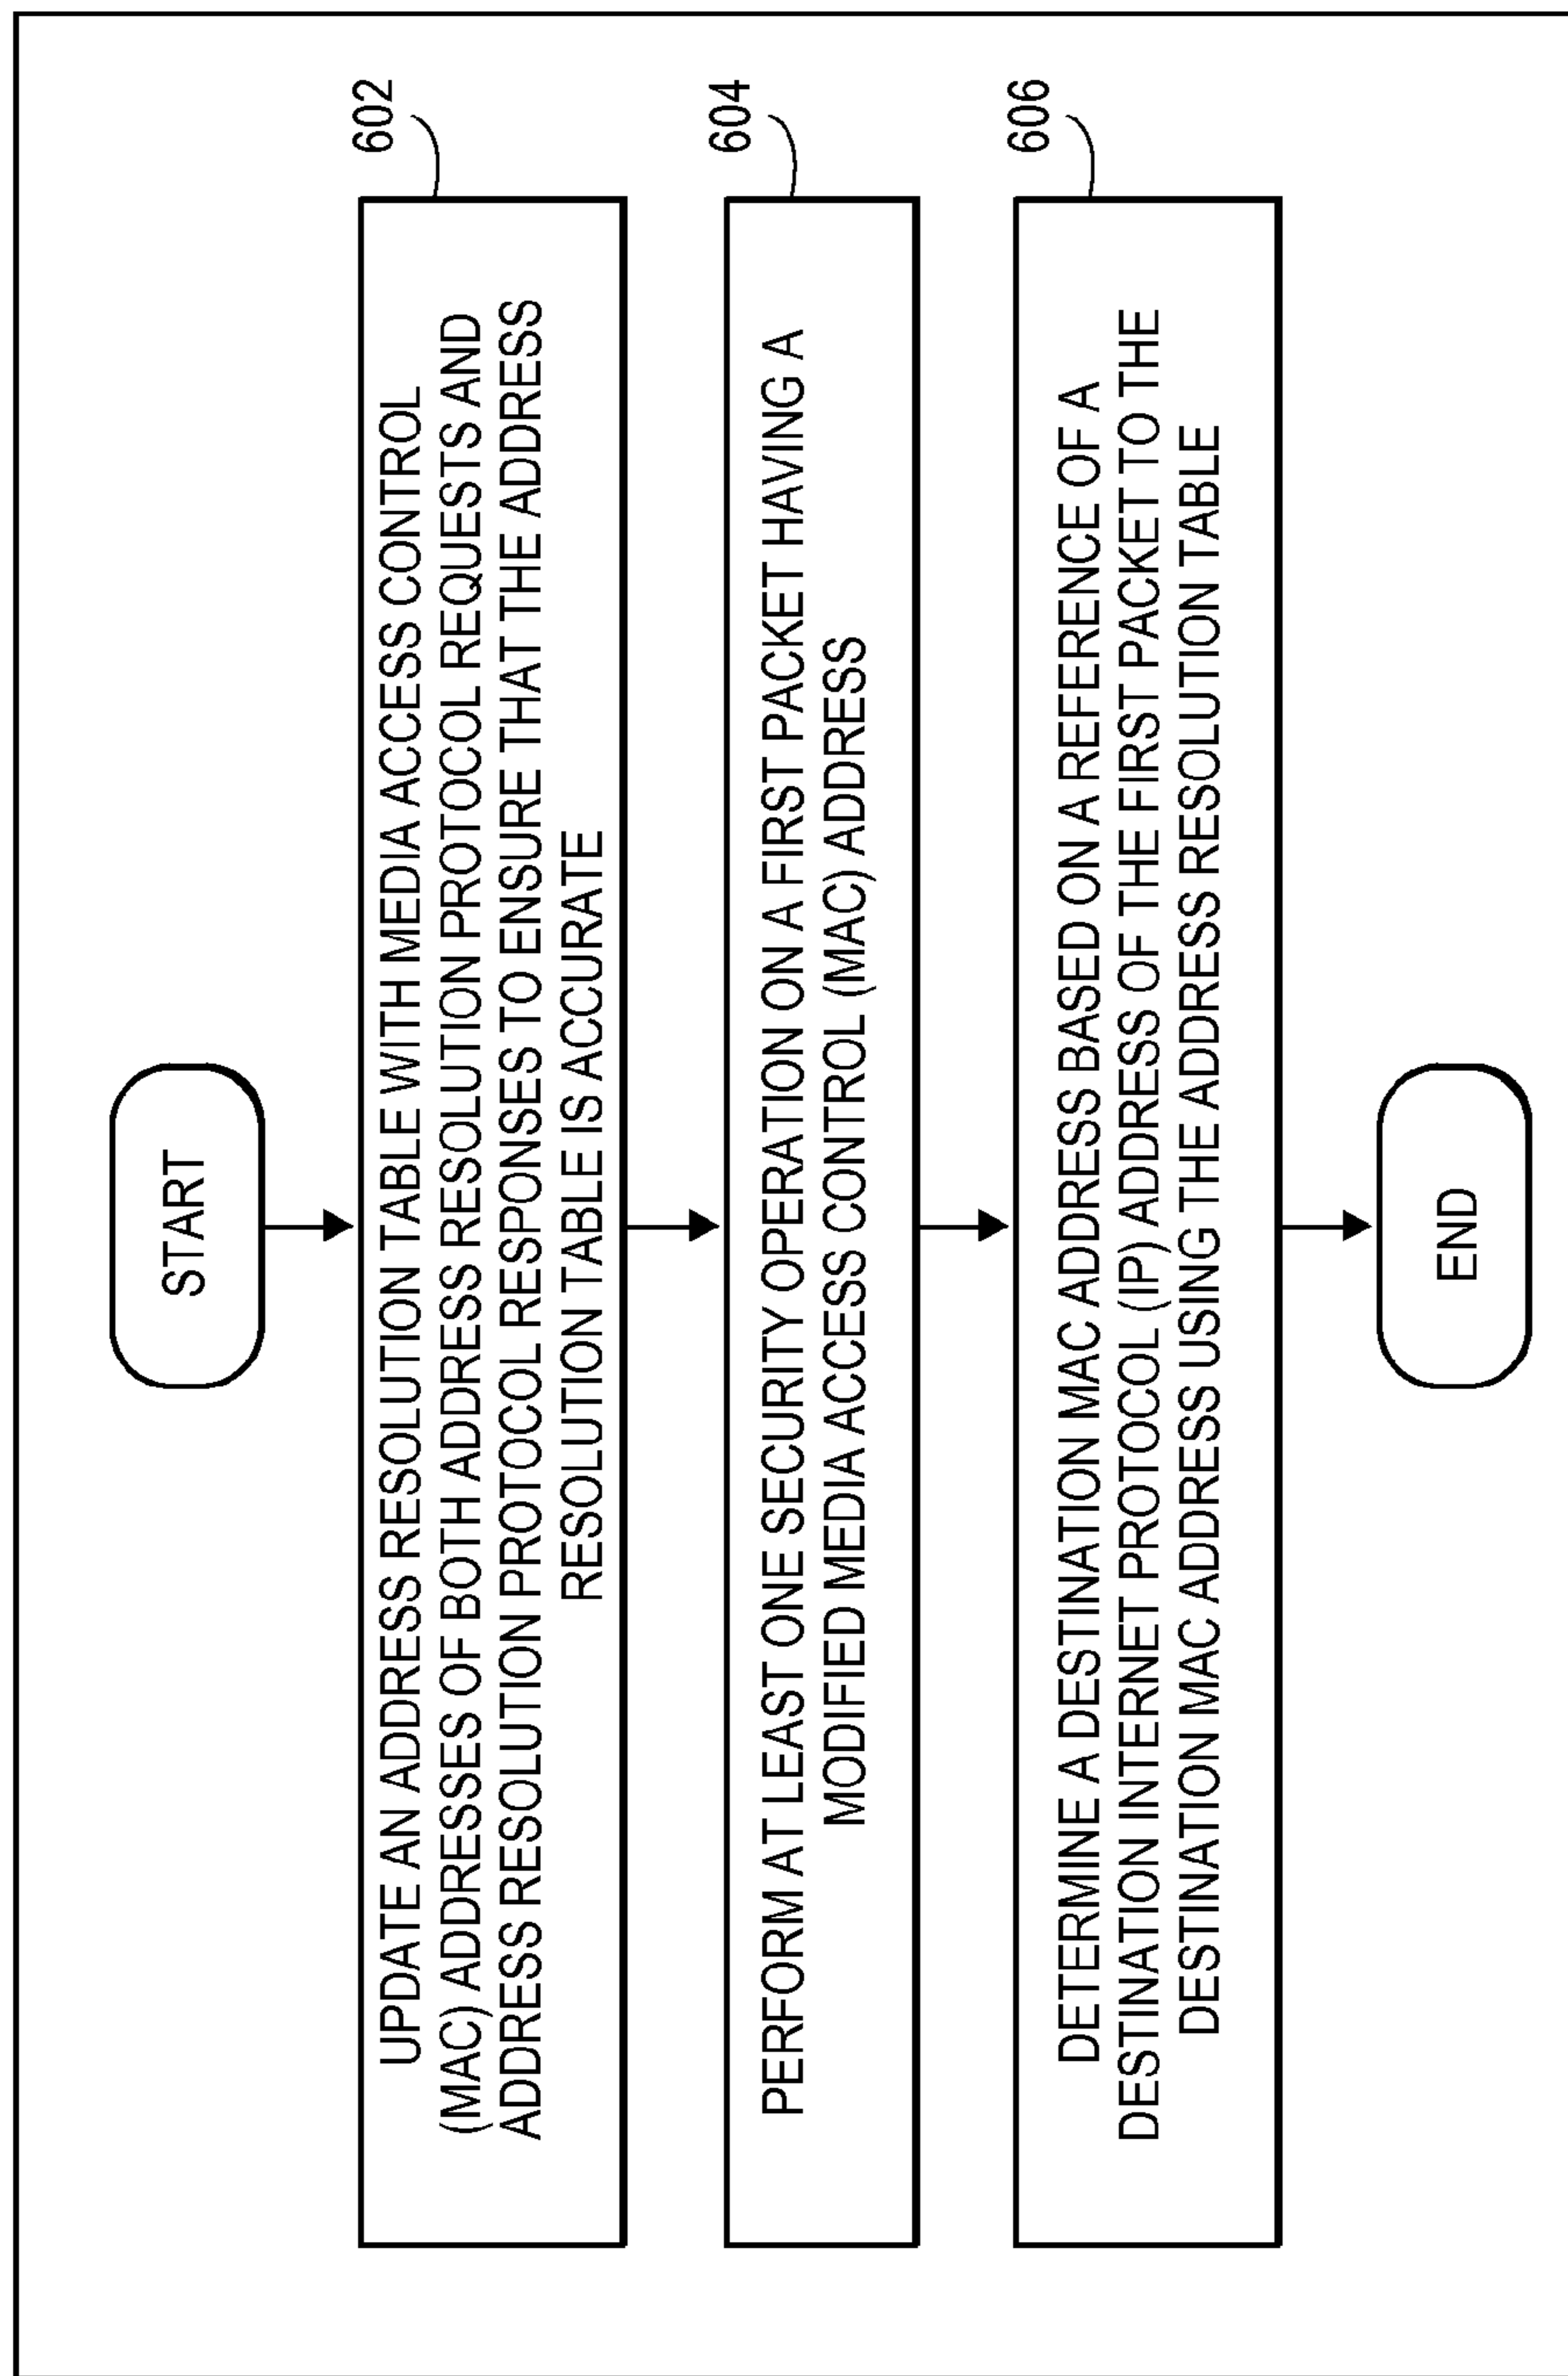 START
602
UPDATE AN ADDRESS RESOLUTION TABLE WITH MEDIA ACCESS CONTROL
(MAC) ADDRESSES OF BOTH ADDRESS RESOLUTION PROTOCOL REQUESTS AND
ADDRESS RESOLUTION PROTOCOL RESPONSES TO ENSURE THAT THE ADDRESS
RESOLUTION TABLE IS ACCURATE
604
PERFORM AT LEAST ONE SECURITY OPERATION ON A FIRST PACKET HAVING A
MODIFIED MEDIA ACCESS CONTROL (MAC) ADDRESS
606
DETERMINE A DESTINATION MAC ADDRESS BASED ON A REFERENCE OF A
DESTINATION INTERNET PROTOCOL (IP) ADDRESS OF THE FIRST PACKET TO THE
DESTINATION MAC ADDRESS USING THE ADDRESS RESOLUTION TABLE
END